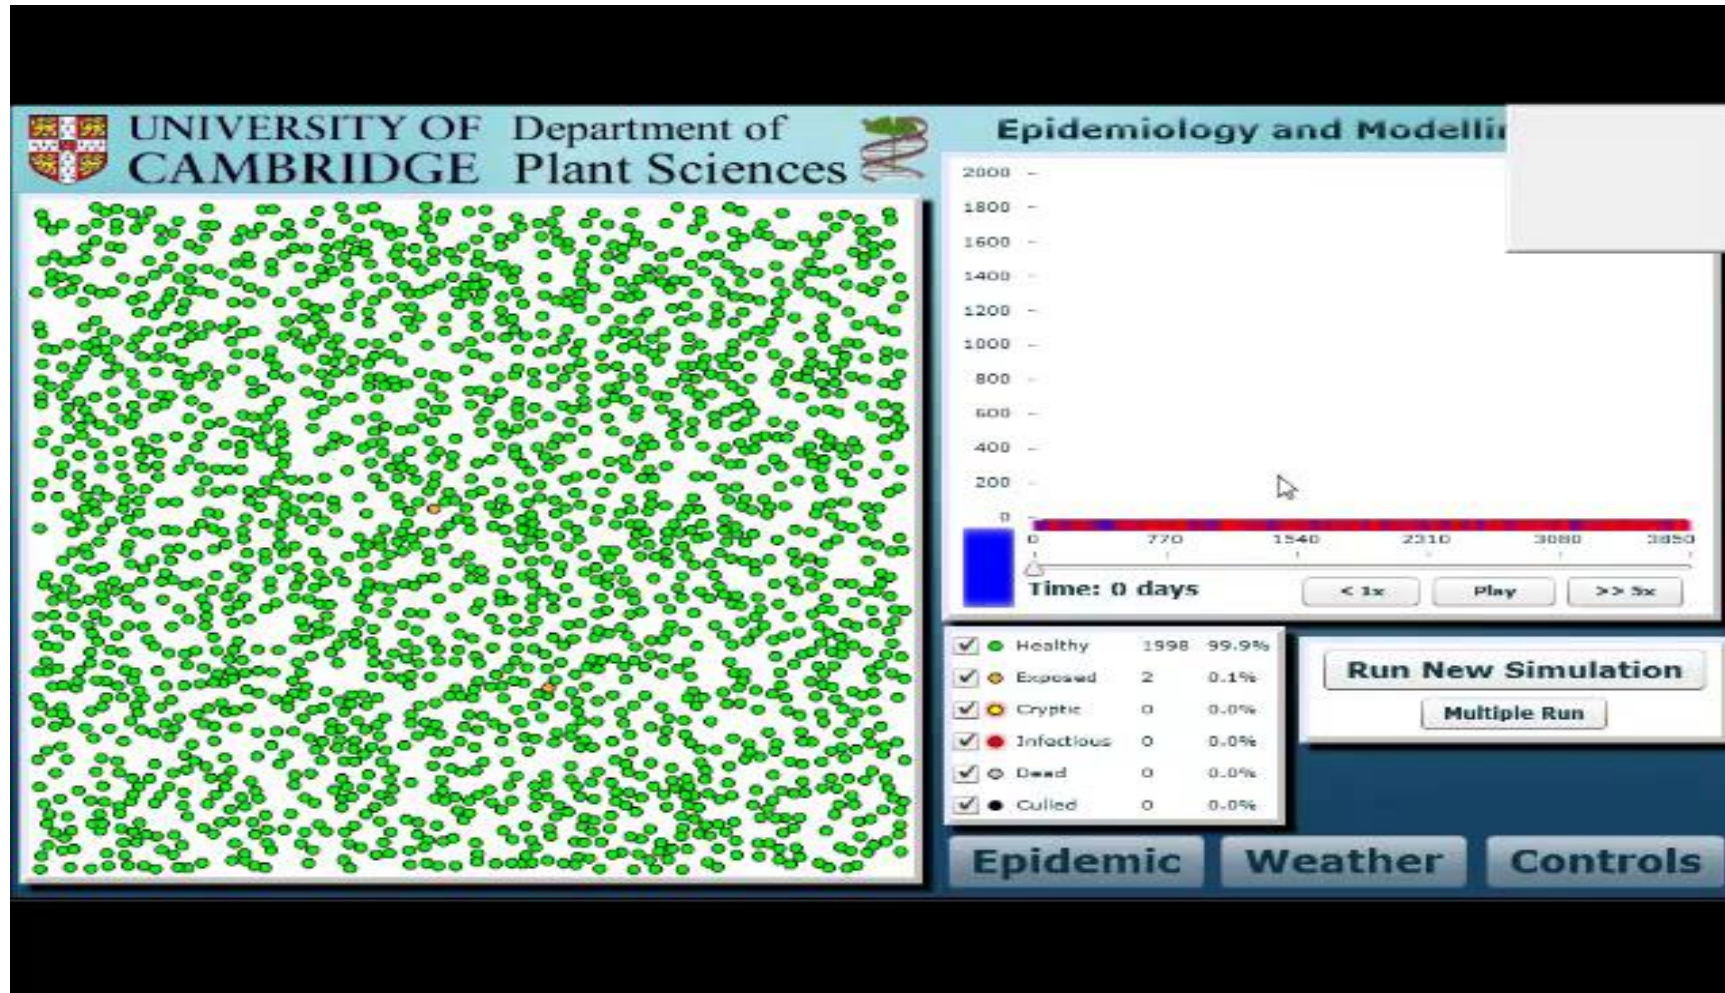 UNIVERSITY OF
CAMBRIDGE
Department of
Plant Sciences
Epidemiology and Modellin
2000
1800
1600
1400
1200
1000
800
600
400
200
0
0 770 1540 2310 3080 3850
Time: 0 days
< 1x
Play
>> 5x
Healthy 1998 99.9%
Exposed 2 0.1%
Cryptic 0 0.0%
Infectious 0 0.0%
Dead 0 0.0%
Culled 0 0.0%
Run New Simulation
Multiple Run
Epidemic
Weather
Controls